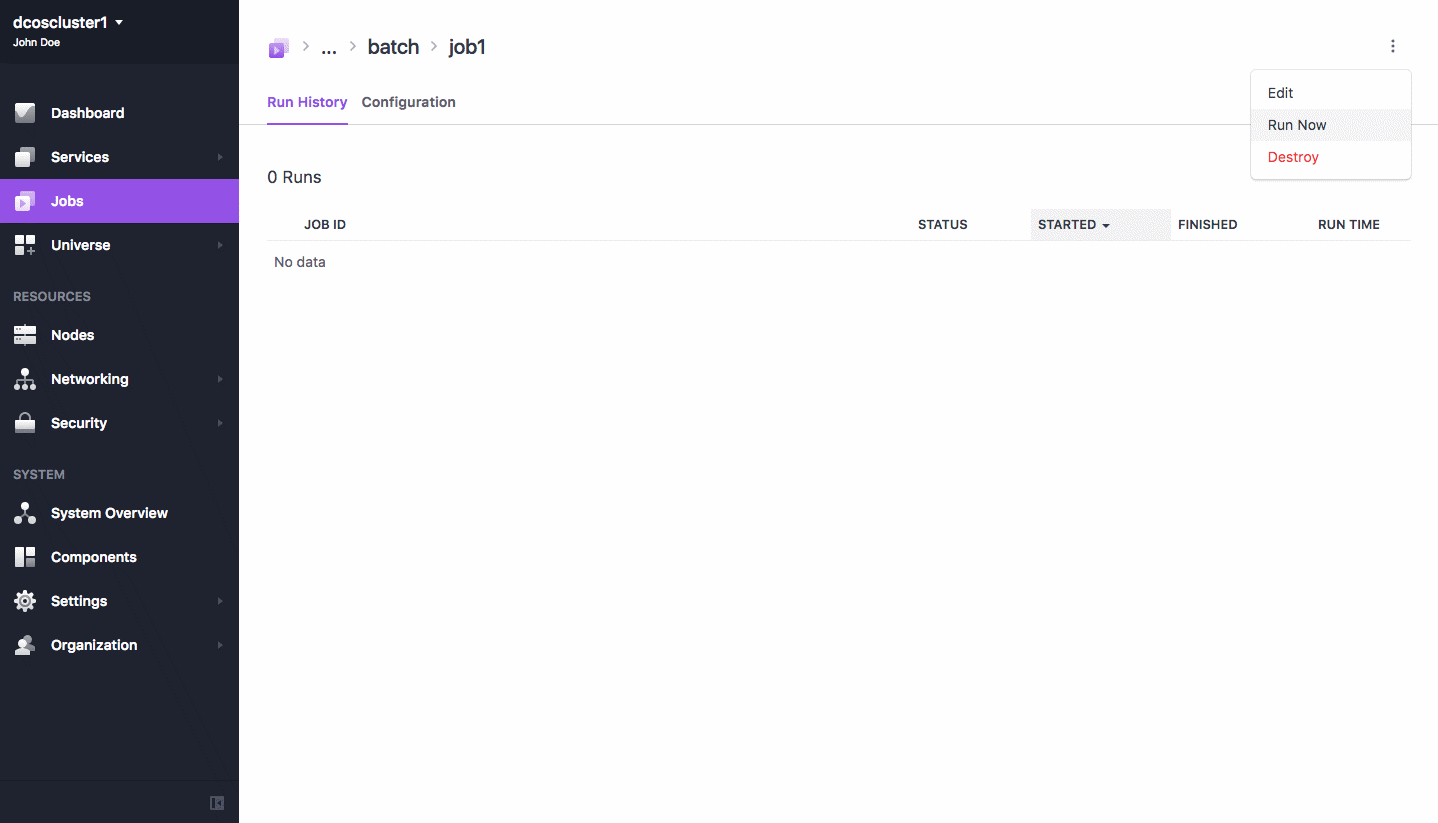 dcoscluster1
John Doe
Dashboard
Services
Jobs
Universe
RESOURCES
Nodes
Networking
Security
SYSTEM
System Overview
Components
Settings
Organization
... batch job1
Run History Configuration
Edit
Run Now
Destroy
0 Runs
JOB ID STATUS STARTED FINISHED RUN TIME
No data